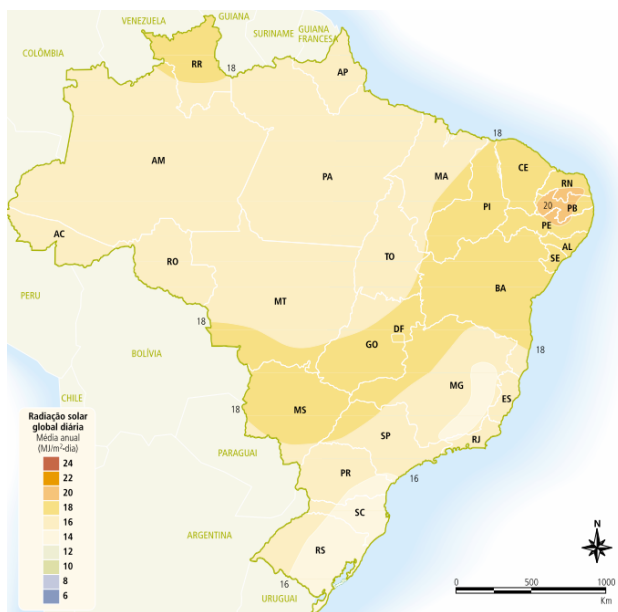 VENEZUELA
GUIANA
SURINAME
GUIANA
FRANCESA
COLÔMBIA
RR
18
AP
18
AM
PA
MA
CE
RN
PI
20
PB
PE
AC
TO
AL
RO
SE
MT
BA
PERU
18
DF
GO
18
BOLÍVIA
MG
CHILE
ES
18
MS
SP
RJ
PARAGUAI
PR
16
SC
ARGENTINA
RS
16
URUGUAI
Radiação solar
global diária
Média anual
(MJ/m²-dia)
24
22
20
18
16
14
12
10
8
6
N
0 500 1000
Km